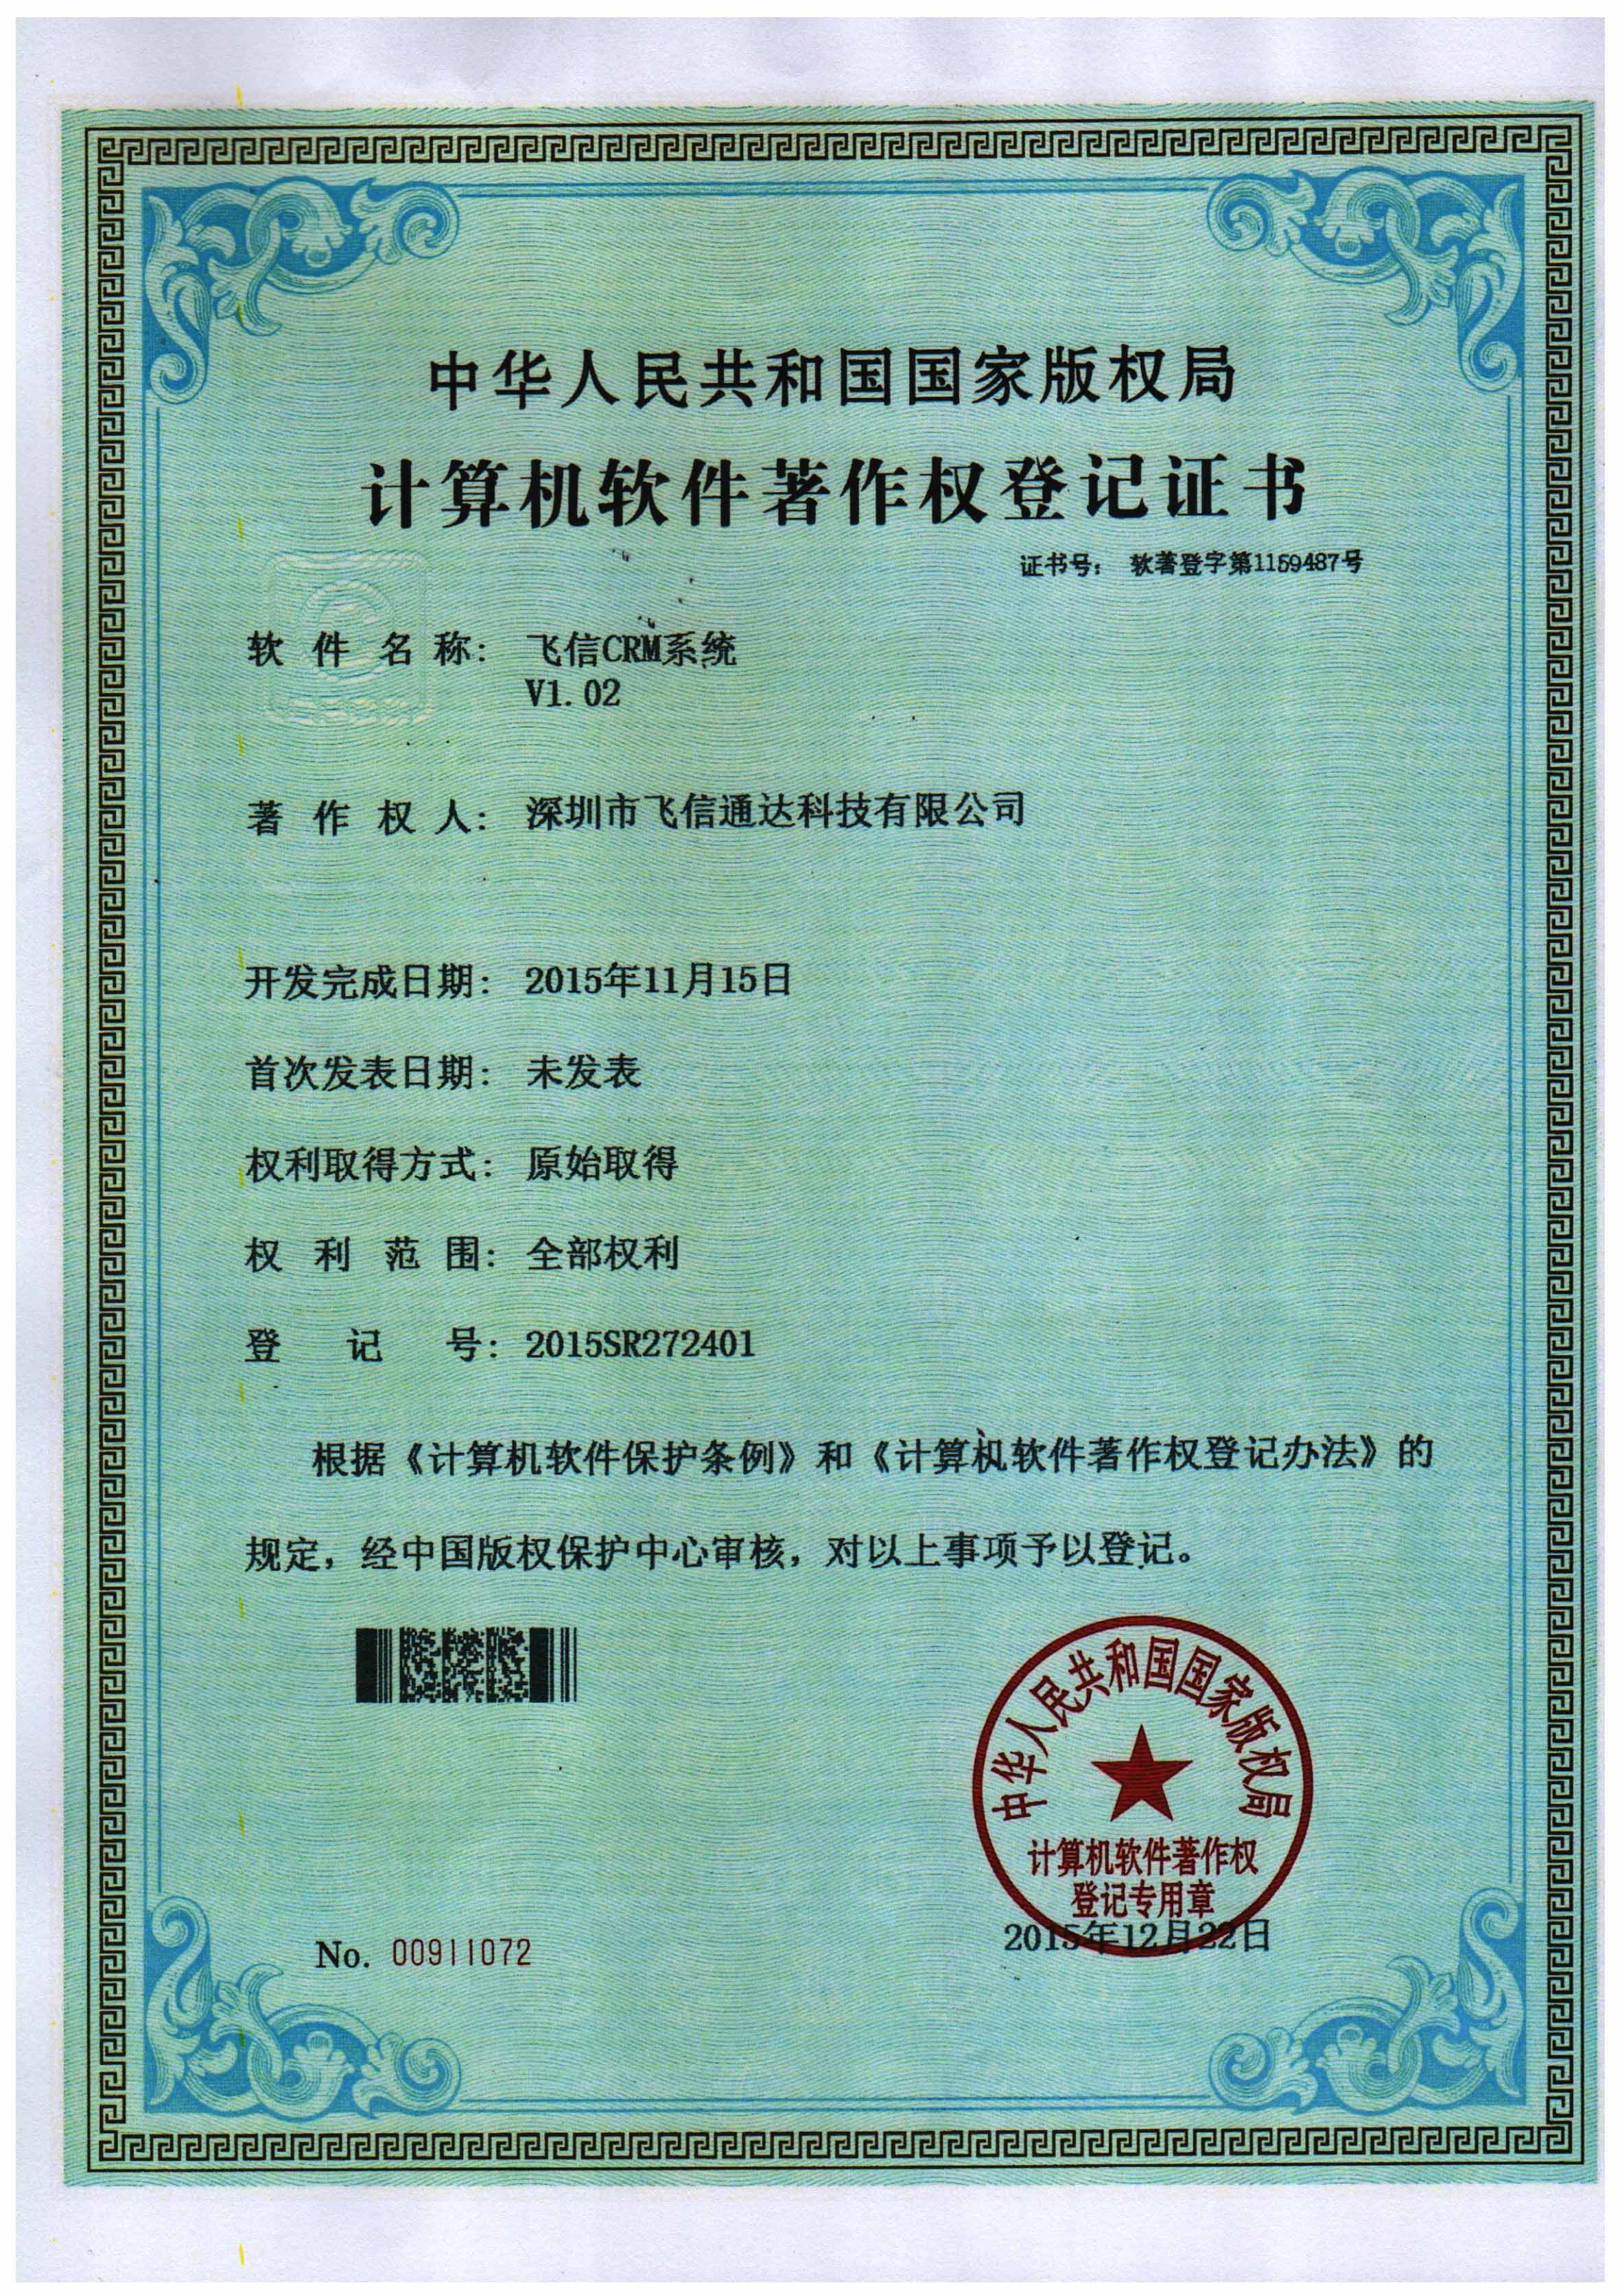 中华人民共和国国家版权局
计算机软件著作权登记证书
证书号： 软著登字第1159487号
软件名称： 飞信CRM系统
V1.02
著作权人： 深圳市飞信通达科技有限公司
开发完成日期： 2015年11月15日
首次发表日期： 未发表
权利取得方式： 原始取得
权利范围： 全部权利
登记号： 2015SR272401
根据《计算机软件保护条例》和《计算机软件著作权登记办法》的
规定，经中国版权保护中心审核，对以上事项予以登记。
中华人民共和国国家版权局
计算机软件著作权
登记专用章
2015年12月22日
No. 00911072